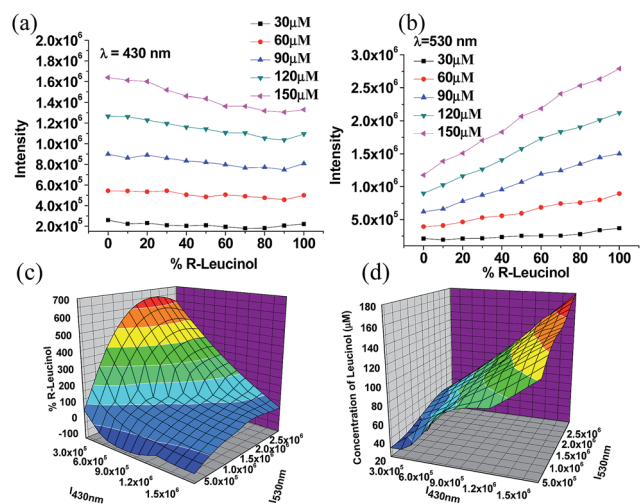 (a)
λ = 430 nm
30μM
60μM
90μM
120μM
150μM
2.0x10⁶
1.8x10⁶
1.6x10⁶
1.4x10⁶
1.2x10⁶
1.0x10⁶
8.0x10⁵
6.0x10⁵
4.0x10⁵
2.0x10⁵
Intensity
0 20 40 60 80 100
% R-Leucinol
(b)
λ=530 nm
30μM
60μM
90μM
120μM
150μM
3.0x10⁶
2.5x10⁶
2.0x10⁶
1.5x10⁶
1.0x10⁶
5.0x10⁵
Intensity
0 20 40 60 80 100
% R-Leucinol
(c)
700
600
500
400
300
200
100
0
-100
% R-Leucinol
3.0x10⁵
6.0x10⁵
9.0x10⁵
1.2x10⁶
1.5x10⁶
I430nm
5.0x10⁵
1.0x10⁶
1.5x10⁶
2.0x10⁶
2.5x10⁶
I530nm
(d)
180
160
140
120
100
80
60
40
20
Concentration of Leucinol (μM)
3.0x10⁵
6.0x10⁵
9.0x10⁵
1.2x10⁶
1.5x10⁶
I430nm
5.0x10⁵
1.0x10⁶
1.5x10⁶
2.0x10⁶
2.5x10⁶
I530nm